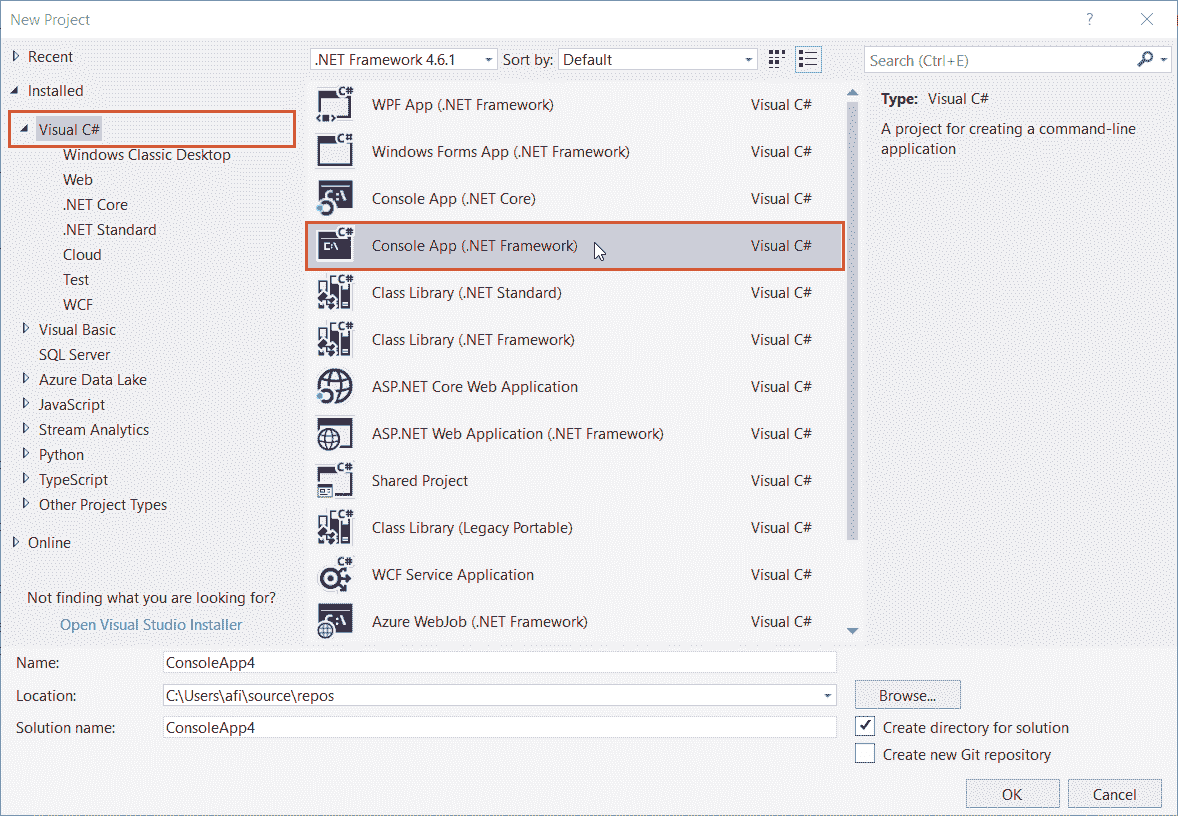 New Project
Recent
Installed
Visual C#
Windows Classic Desktop
Web
.NET Core
.NET Standard
Cloud
Test
WCF
Visual Basic
SQL Server
Azure Data Lake
JavaScript
Stream Analytics
Python
TypeScript
Other Project Types
Online
Not finding what you are looking for?
Open Visual Studio Installer
.NET Framework 4.6.1 Sort by: Default
WPF App (.NET Framework) Visual C#
Windows Forms App (.NET Framework) Visual C#
Console App (.NET Core) Visual C#
Console App (.NET Framework) Visual C#
Class Library (.NET Standard) Visual C#
Class Library (.NET Framework) Visual C#
ASP.NET Core Web Application Visual C#
ASP.NET Web Application (.NET Framework) Visual C#
Shared Project Visual C#
Class Library (Legacy Portable) Visual C#
WCF Service Application Visual C#
Azure WebJob (.NET Framework) Visual C#
Search (Ctrl+E)
Type: Visual C#
A project for creating a command-line
application
Name: ConsoleApp4
Location: C:\Users\afi\source\repos
Browse...
Solution name: ConsoleApp4
Create directory for solution
Create new Git repository
OK
Cancel